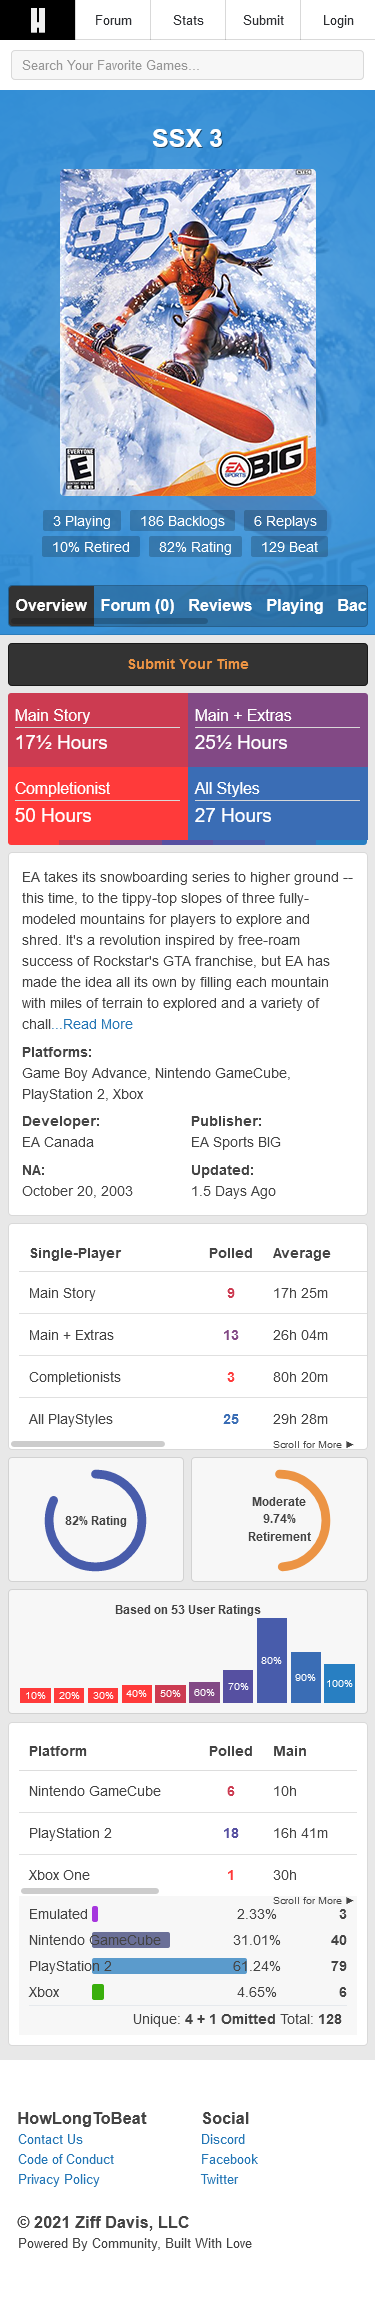 H Forum Stats Submit Login
Search Your Favorite Games...
SSX 3
SSX 3
EVERYONE
E
ESRB
EA SPORTS BIG
3 Playing 186 Backlogs 6 Replays
10% Retired 82% Rating 129 Beat
Overview Forum (0) Reviews Playing Bac
Submit Your Time
Main Story
17½ Hours
Main + Extras
25½ Hours
Completionist
50 Hours
All Styles
27 Hours
EA takes its snowboarding series to higher ground --
this time, to the tippy-top slopes of three fully-
modeled mountains for players to explore and
shred. It's a revolution inspired by free-roam
success of Rockstar's GTA franchise, but EA has
made the idea all its own by filling each mountain
with miles of terrain to explored and a variety of
chall...Read More
Platforms:
Game Boy Advance, Nintendo GameCube,
PlayStation 2, Xbox
Developer:
EA Canada
Publisher:
EA Sports BIG
NA:
October 20, 2003
Updated:
1.5 Days Ago
Single-Player Polled Average
Main Story 9 17h 25m
Main + Extras 13 26h 04m
Completionists 3 80h 20m
All PlayStyles 25 29h 28m
Scroll for More ►
82% Rating
Moderate
9.74%
Retirement
Based on 53 User Ratings
10% 20% 30% 40% 50% 60% 70% 80% 90% 100%
Platform Polled Main
Nintendo GameCube 6 10h
PlayStation 2 18 16h 41m
Xbox One 1 30h
Scroll for More ►
Emulated 2.33% 3
Nintendo GameCube 31.01% 40
PlayStation 2 61.24% 79
Xbox 4.65% 6
Unique: 4 + 1 Omitted Total: 128
HowLongToBeat
Contact Us
Code of Conduct
Privacy Policy
Social
Discord
Facebook
Twitter
© 2021 Ziff Davis, LLC
Powered By Community, Built With Love